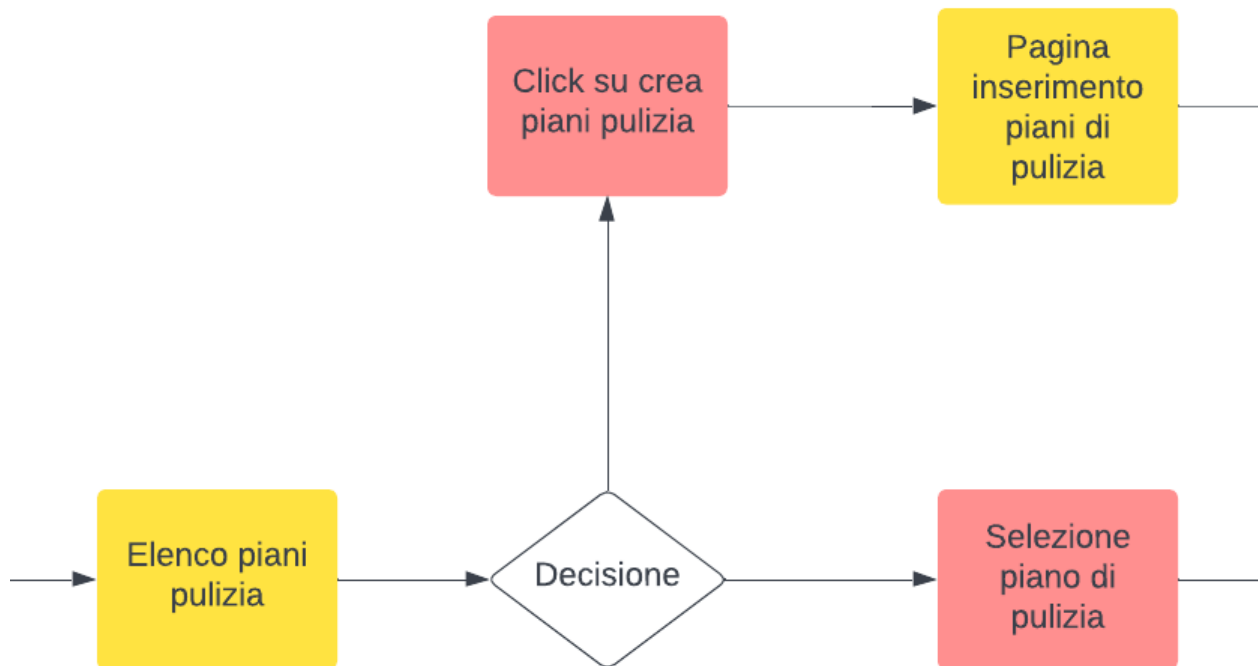 Click su crea
piani pulizia
Pagina
inserimento
piani di
pulizia
Elenco piani
pulizia
Decisione
Selezione
piano di
pulizia